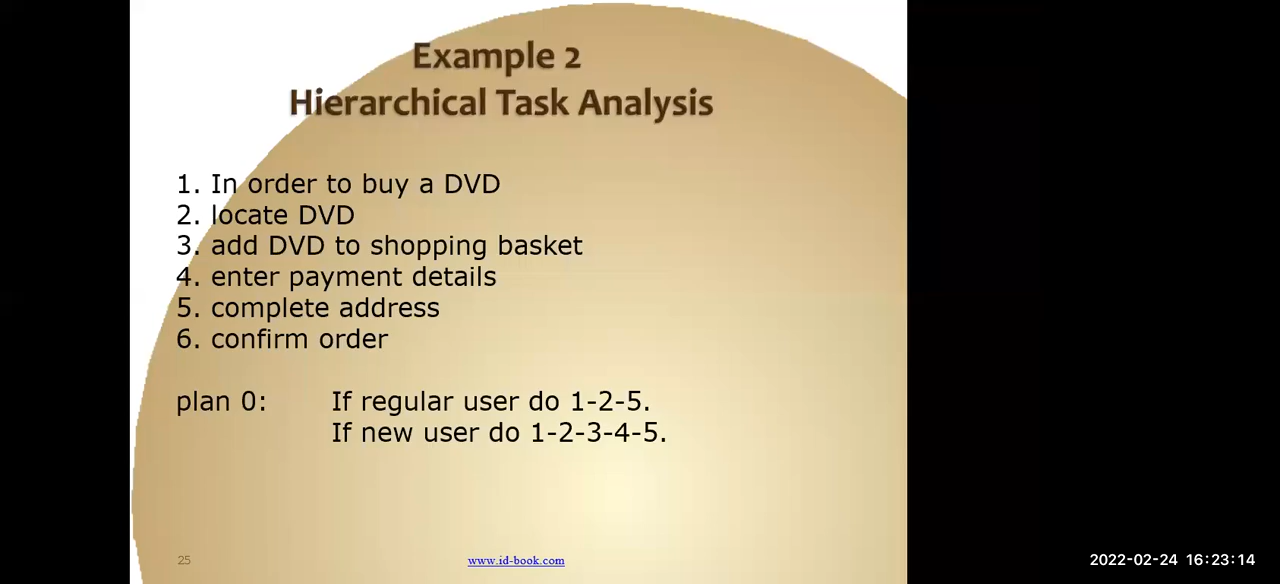 Example 2
Hierarchical Task Analysis
1. In order to buy a DVD
2. locate DVD
3. add DVD to shopping basket
4. enter payment details
5. complete address
6. confirm order
plan 0: If regular user do 1-2-5.
If new user do 1-2-3-4-5.
25
www.id-book.com
2022-02-24 16:23:14